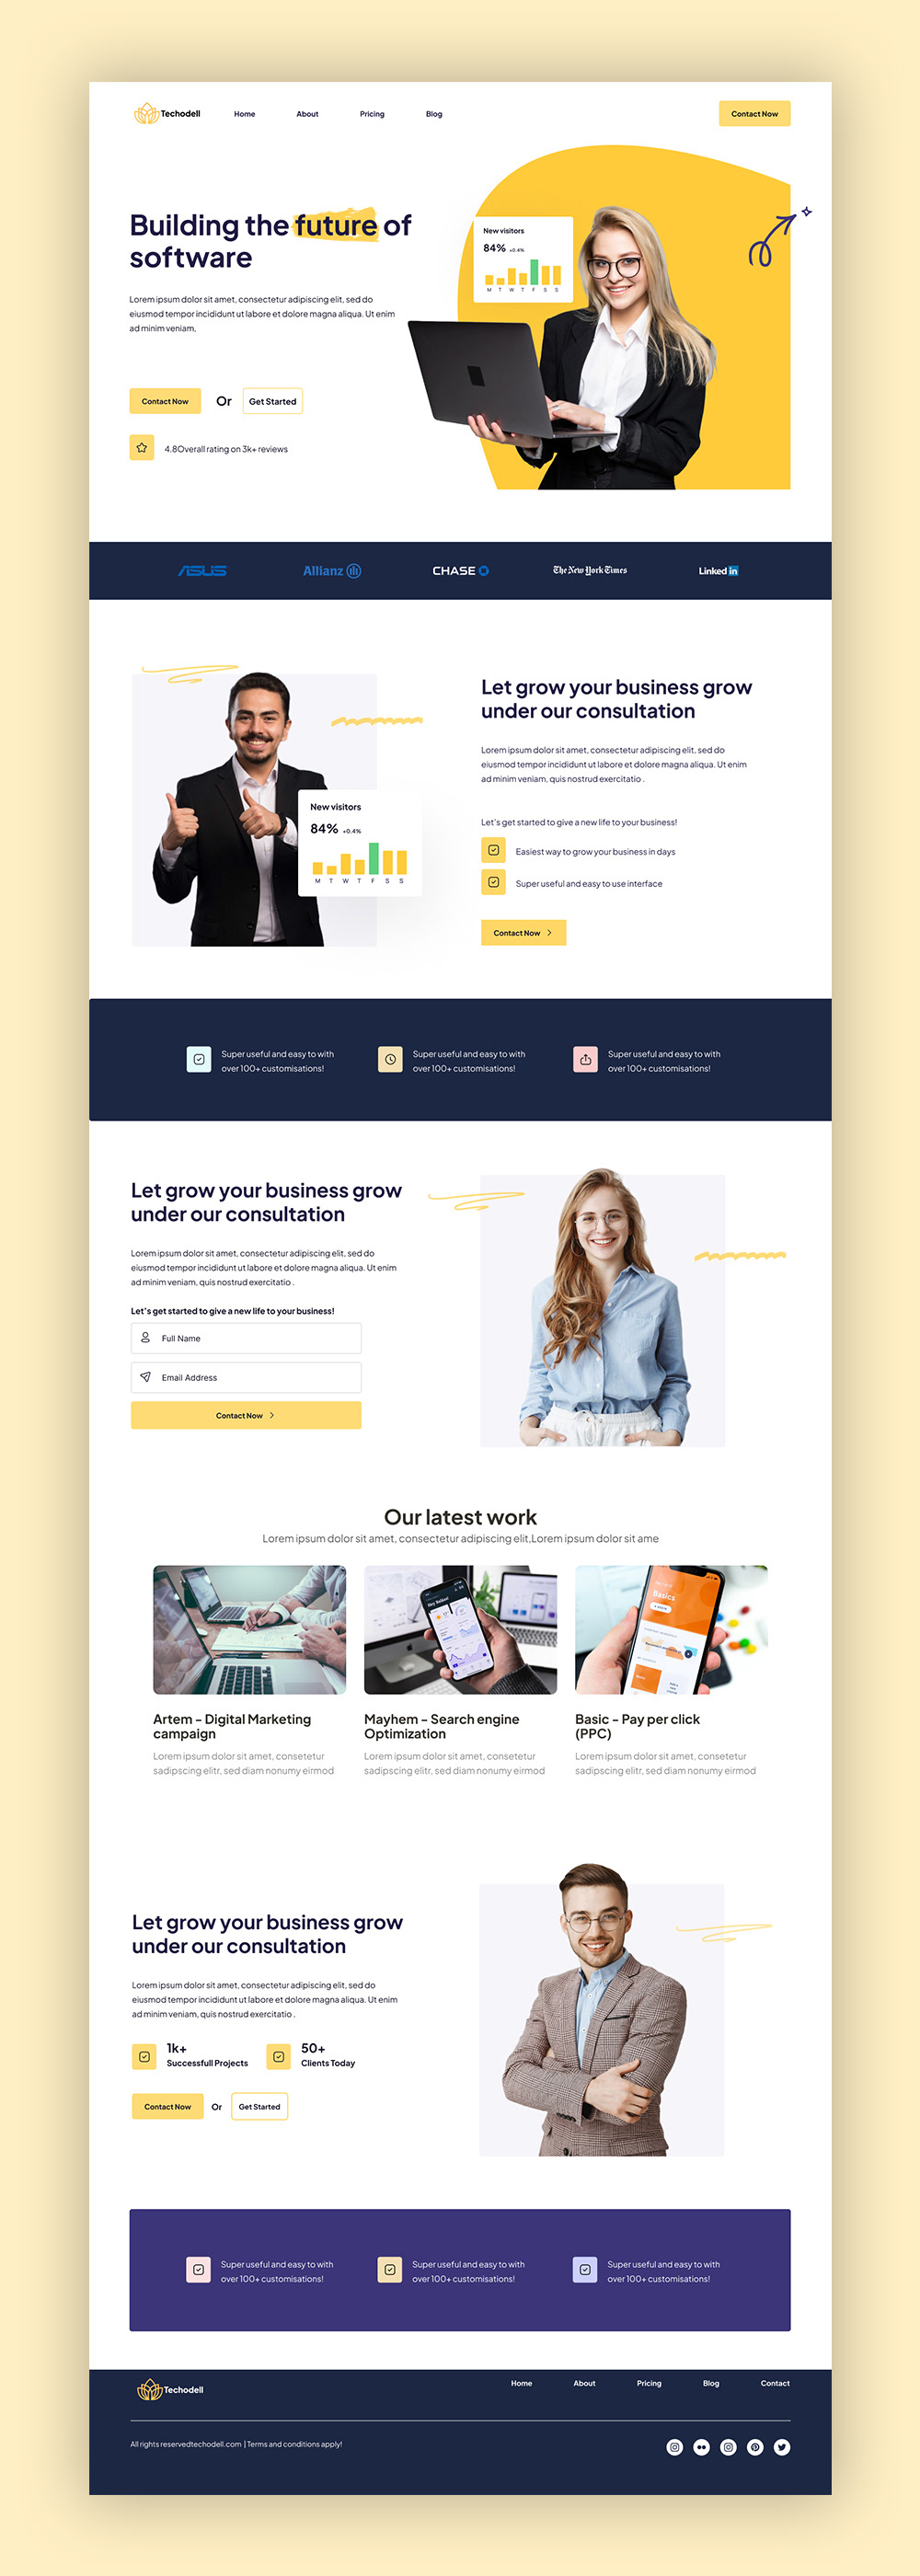 Techodell
Home
About
Pricing
Blog
Contact Now
Building the future of
software
Lorem ipsum dolor sit amet, consectetur adipiscing elit, sed do
eiusmod tempor incididunt ut labore et dolore magna aliqua. Ut enim
ad minim veniam,
Contact Now
Or
Get Started
4.8Overall rating on 3k+ reviews
New visitors
84% +0.4%
M T W T F S S
ASUS
Allianz
CHASE
The New York Times
Linked in
New visitors
84% +0.4%
M T W T F S S
Let grow your business grow
under our consultation
Lorem ipsum dolor sit amet, consectetur adipiscing elit, sed do
eiusmod tempor incididunt ut labore et dolore magna aliqua. Ut enim
ad minim veniam, quis nostrud exercitatio .
Let's get started to give a new life to your business!
Easiest way to grow your business in days
Super useful and easy to use interface
Contact Now
Super useful and easy to with
over 100+ customisations!
Super useful and easy to with
over 100+ customisations!
Super useful and easy to with
over 100+ customisations!
Let grow your business grow
under our consultation
Lorem ipsum dolor sit amet, consectetur adipiscing elit, sed do
eiusmod tempor incididunt ut labore et dolore magna aliqua. Ut enim
ad minim veniam, quis nostrud exercitatio .
Let's get started to give a new life to your business!
Full Name
Email Address
Contact Now
Our latest work
Lorem ipsum dolor sit amet, consectetur adipiscing elit,Lorem ipsum dolor sit ame
Basics
Artem - Digital Marketing
campaign
Lorem ipsum dolor sit amet, consetetur
sadipscing elitr, sed diam nonumy eirmod
Mayhem - Search engine
Optimization
Lorem ipsum dolor sit amet, consetetur
sadipscing elitr, sed diam nonumy eirmod
Basic - Pay per click
(PPC)
Lorem ipsum dolor sit amet, consetetur
sadipscing elitr, sed diam nonumy eirmod
Let grow your business grow
under our consultation
Lorem ipsum dolor sit amet, consectetur adipiscing elit, sed do
eiusmod tempor incididunt ut labore et dolore magna aliqua. Ut enim
ad minim veniam, quis nostrud exercitatio .
1k+
Successfull Projects
50+
Clients Today
Contact Now
Or
Get Started
Super useful and easy to with
over 100+ customisations!
Super useful and easy to with
over 100+ customisations!
Super useful and easy to with
over 100+ customisations!
Techodell
Home
About
Pricing
Blog
Contact
All rights reservedtechodell.com | Terms and conditions apply!